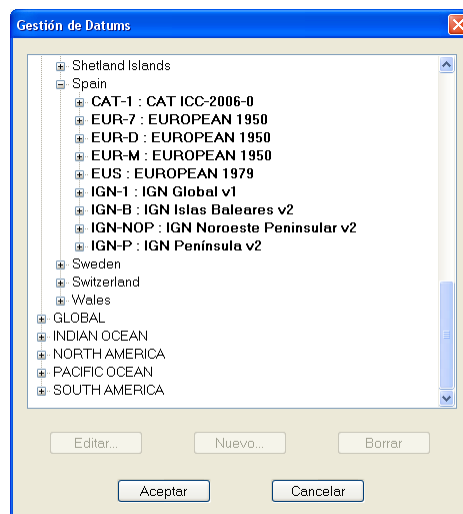 Gestión de Datums
Shetland Islands
Spain
CAT-1 : CAT ICC-2006-0
EUR-7 : EUROPEAN 1950
EUR-D : EUROPEAN 1950
EUR-M : EUROPEAN 1950
EUS : EUROPEAN 1979
IGN-1 : IGN Global v1
IGN-B : IGN Islas Baleares v2
IGN-NOP : IGN Noroeste Peninsular v2
IGN-P : IGN Península v2
Sweden
Switzerland
Wales
GLOBAL
INDIAN OCEAN
NORTH AMERICA
PACIFIC OCEAN
SOUTH AMERICA
Editar... Nuevo... Borrar
Aceptar Cancelar